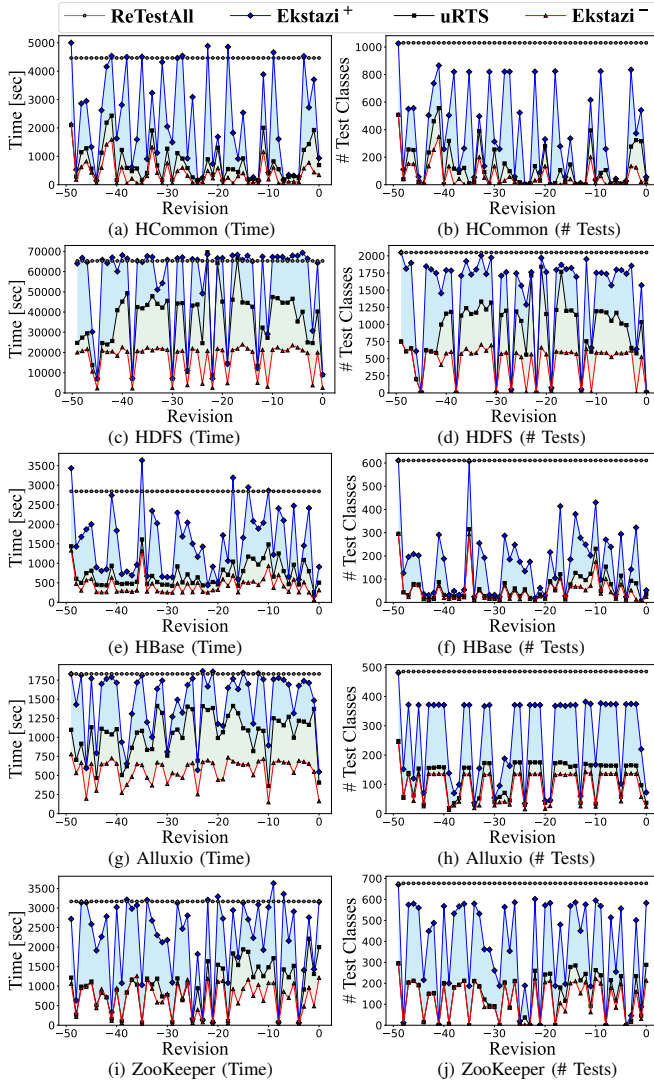 ReTestAll Ekstazi+ uRTS Ekstazi−
Time [sec]
5000
4000
3000
2000
1000
0
−50 −40 −30 −20 −10 0
Revision
(a) HCommon (Time)
# Test Classes
1000
800
600
400
200
0
−50 −40 −30 −20 −10 0
Revision
(b) HCommon (# Tests)
Time [sec]
70000
60000
50000
40000
30000
20000
10000
0
−50 −40 −30 −20 −10 0
Revision
(c) HDFS (Time)
# Test Classes
2000
1750
1500
1250
1000
750
500
250
0
−50 −40 −30 −20 −10 0
Revision
(d) HDFS (# Tests)
Time [sec]
3500
3000
2500
2000
1500
1000
500
0
−50 −40 −30 −20 −10 0
Revision
(e) HBase (Time)
# Test Classes
600
500
400
300
200
100
0
−50 −40 −30 −20 −10 0
Revision
(f) HBase (# Tests)
Time [sec]
1750
1500
1250
1000
750
500
250
0
−50 −40 −30 −20 −10 0
Revision
(g) Alluxio (Time)
# Test Classes
500
400
300
200
100
0
−50 −40 −30 −20 −10 0
Revision
(h) Alluxio (# Tests)
Time [sec]
3500
3000
2500
2000
1500
1000
500
0
−50 −40 −30 −20 −10 0
Revision
(i) ZooKeeper (Time)
# Test Classes
700
600
500
400
300
200
100
0
−50 −40 −30 −20 −10 0
Revision
(j) ZooKeeper (# Tests)